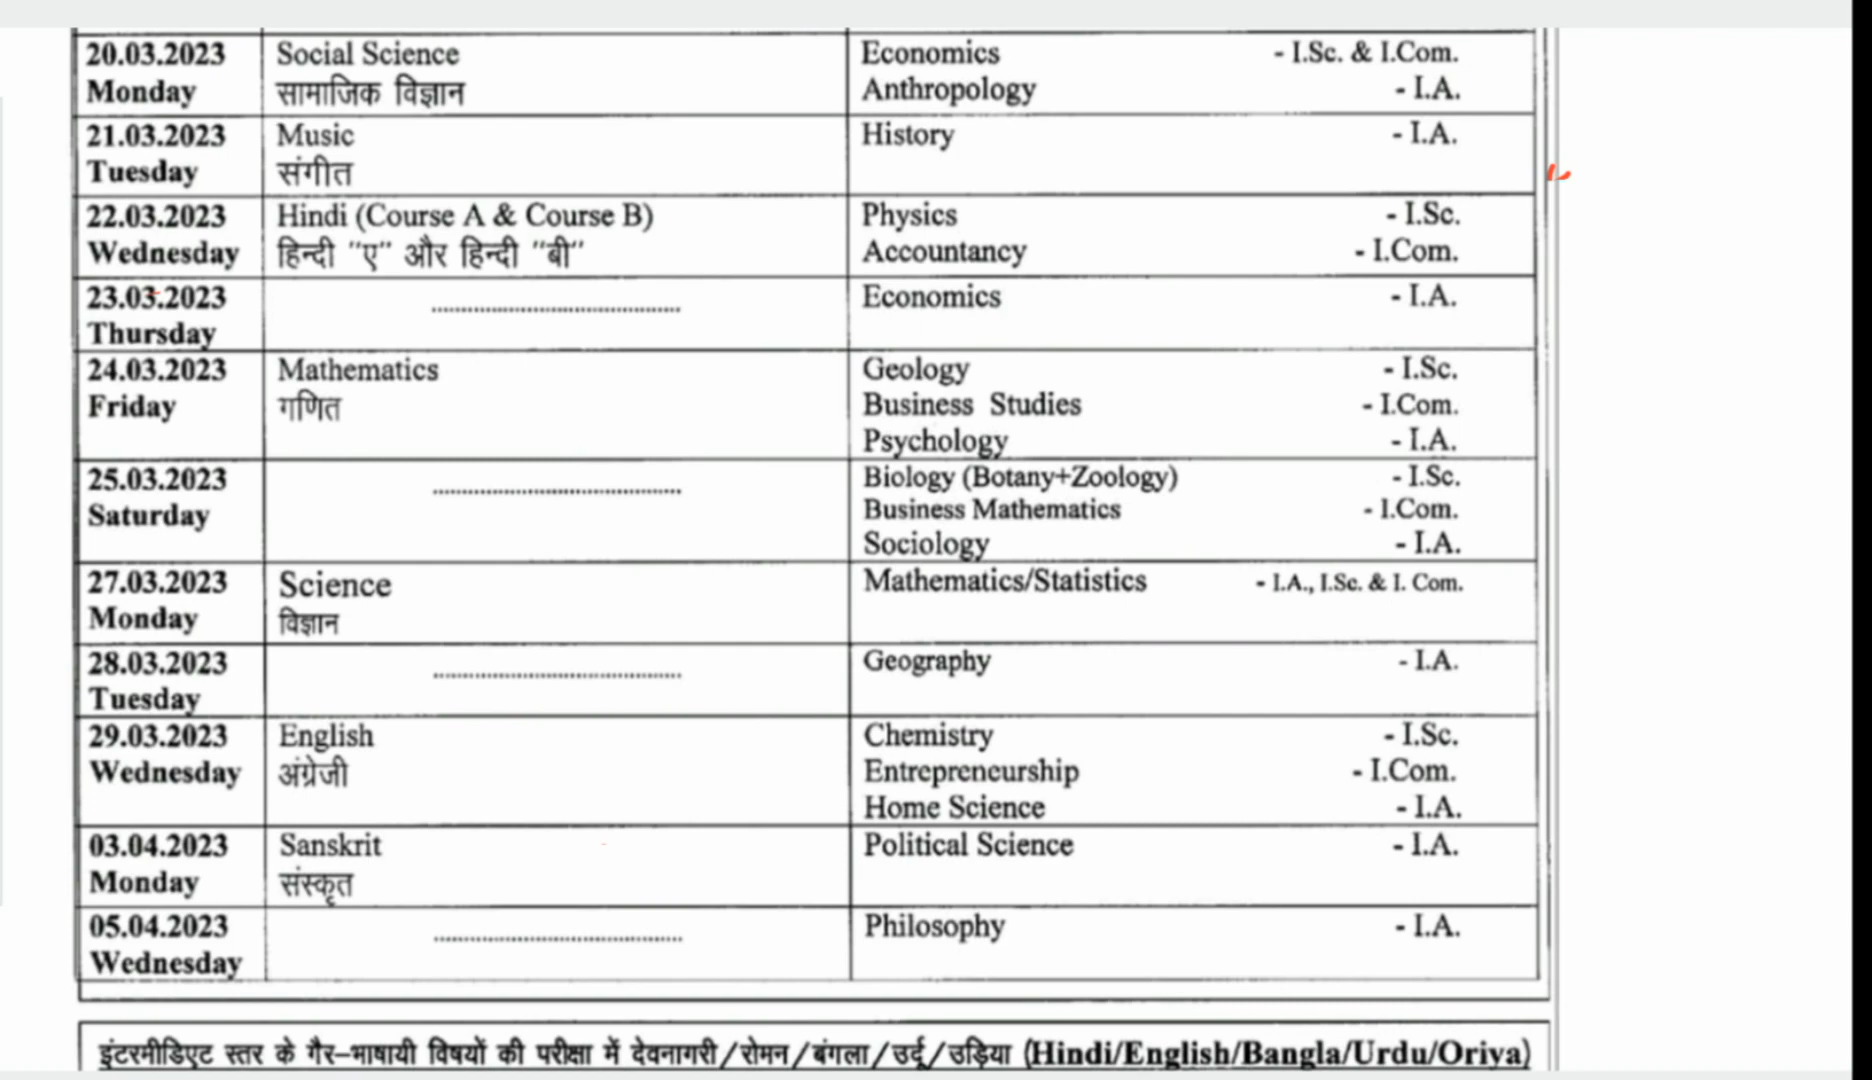 20.03.2023 Social Science Economics - I.Sc. & I.Com.
Monday सामाजिक विज्ञान Anthropology - I.A.
21.03.2023 Music History - I.A.
Tuesday संगीत
22.03.2023 Hindi (Course A & Course B) Physics - I.Sc.
Wednesday हिन्दी "ए" और हिन्दी "बी" Accountancy - I.Com.
23.03.2023 ........................................ Economics - I.A.
Thursday
24.03.2023 Mathematics Geology - I.Sc.
Friday गणित Business Studies - I.Com.
Psychology - I.A.
25.03.2023 ........................................ Biology (Botany+Zoology) - I.Sc.
Saturday Business Mathematics - I.Com.
Sociology - I.A.
27.03.2023 Science Mathematics/Statistics - I.A., I.Sc. & I. Com.
Monday विज्ञान
28.03.2023 ........................................ Geography - I.A.
Tuesday
29.03.2023 English Chemistry - I.Sc.
Wednesday अंग्रेजी Entrepreneurship - I.Com.
Home Science - I.A.
03.04.2023 Sanskrit Political Science - I.A.
Monday संस्कृत
05.04.2023 ........................................ Philosophy - I.A.
Wednesday
इंटरमीडिएट स्तर के गैर–भाषायी विषयों की परीक्षा में देवनागरी/रोमन/बंगला/उर्दू/उड़िया (Hindi/English/Bangla/Urdu/Oriya)